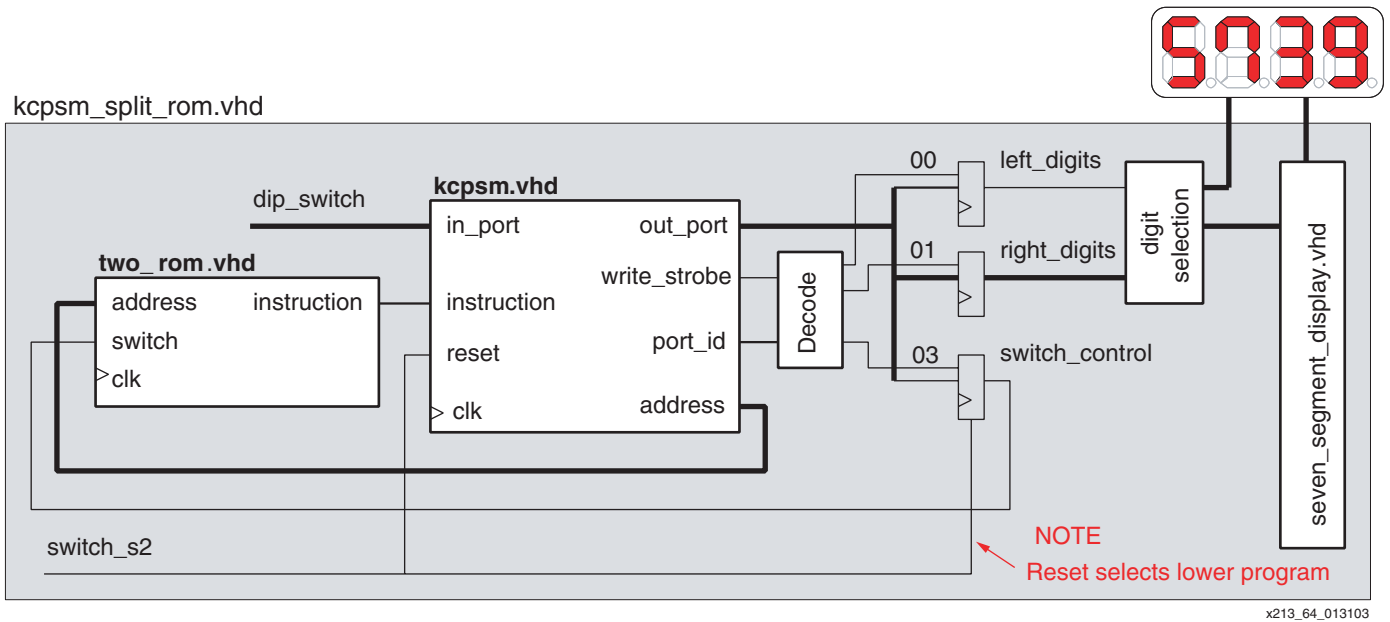 5739
kcpsm_split_rom.vhd
00
left_digits
dip_switch
kcpsm.vhd
in_port
out_port
digit
selection
two_rom.vhd
01
right_digits
write_strobe
address
instruction
instruction
Decode
switch
reset
port_id
03
switch_control
clk
clk
address
seven_segment_display.vhd
switch_s2
NOTE
Reset selects lower program
x213_64_013103